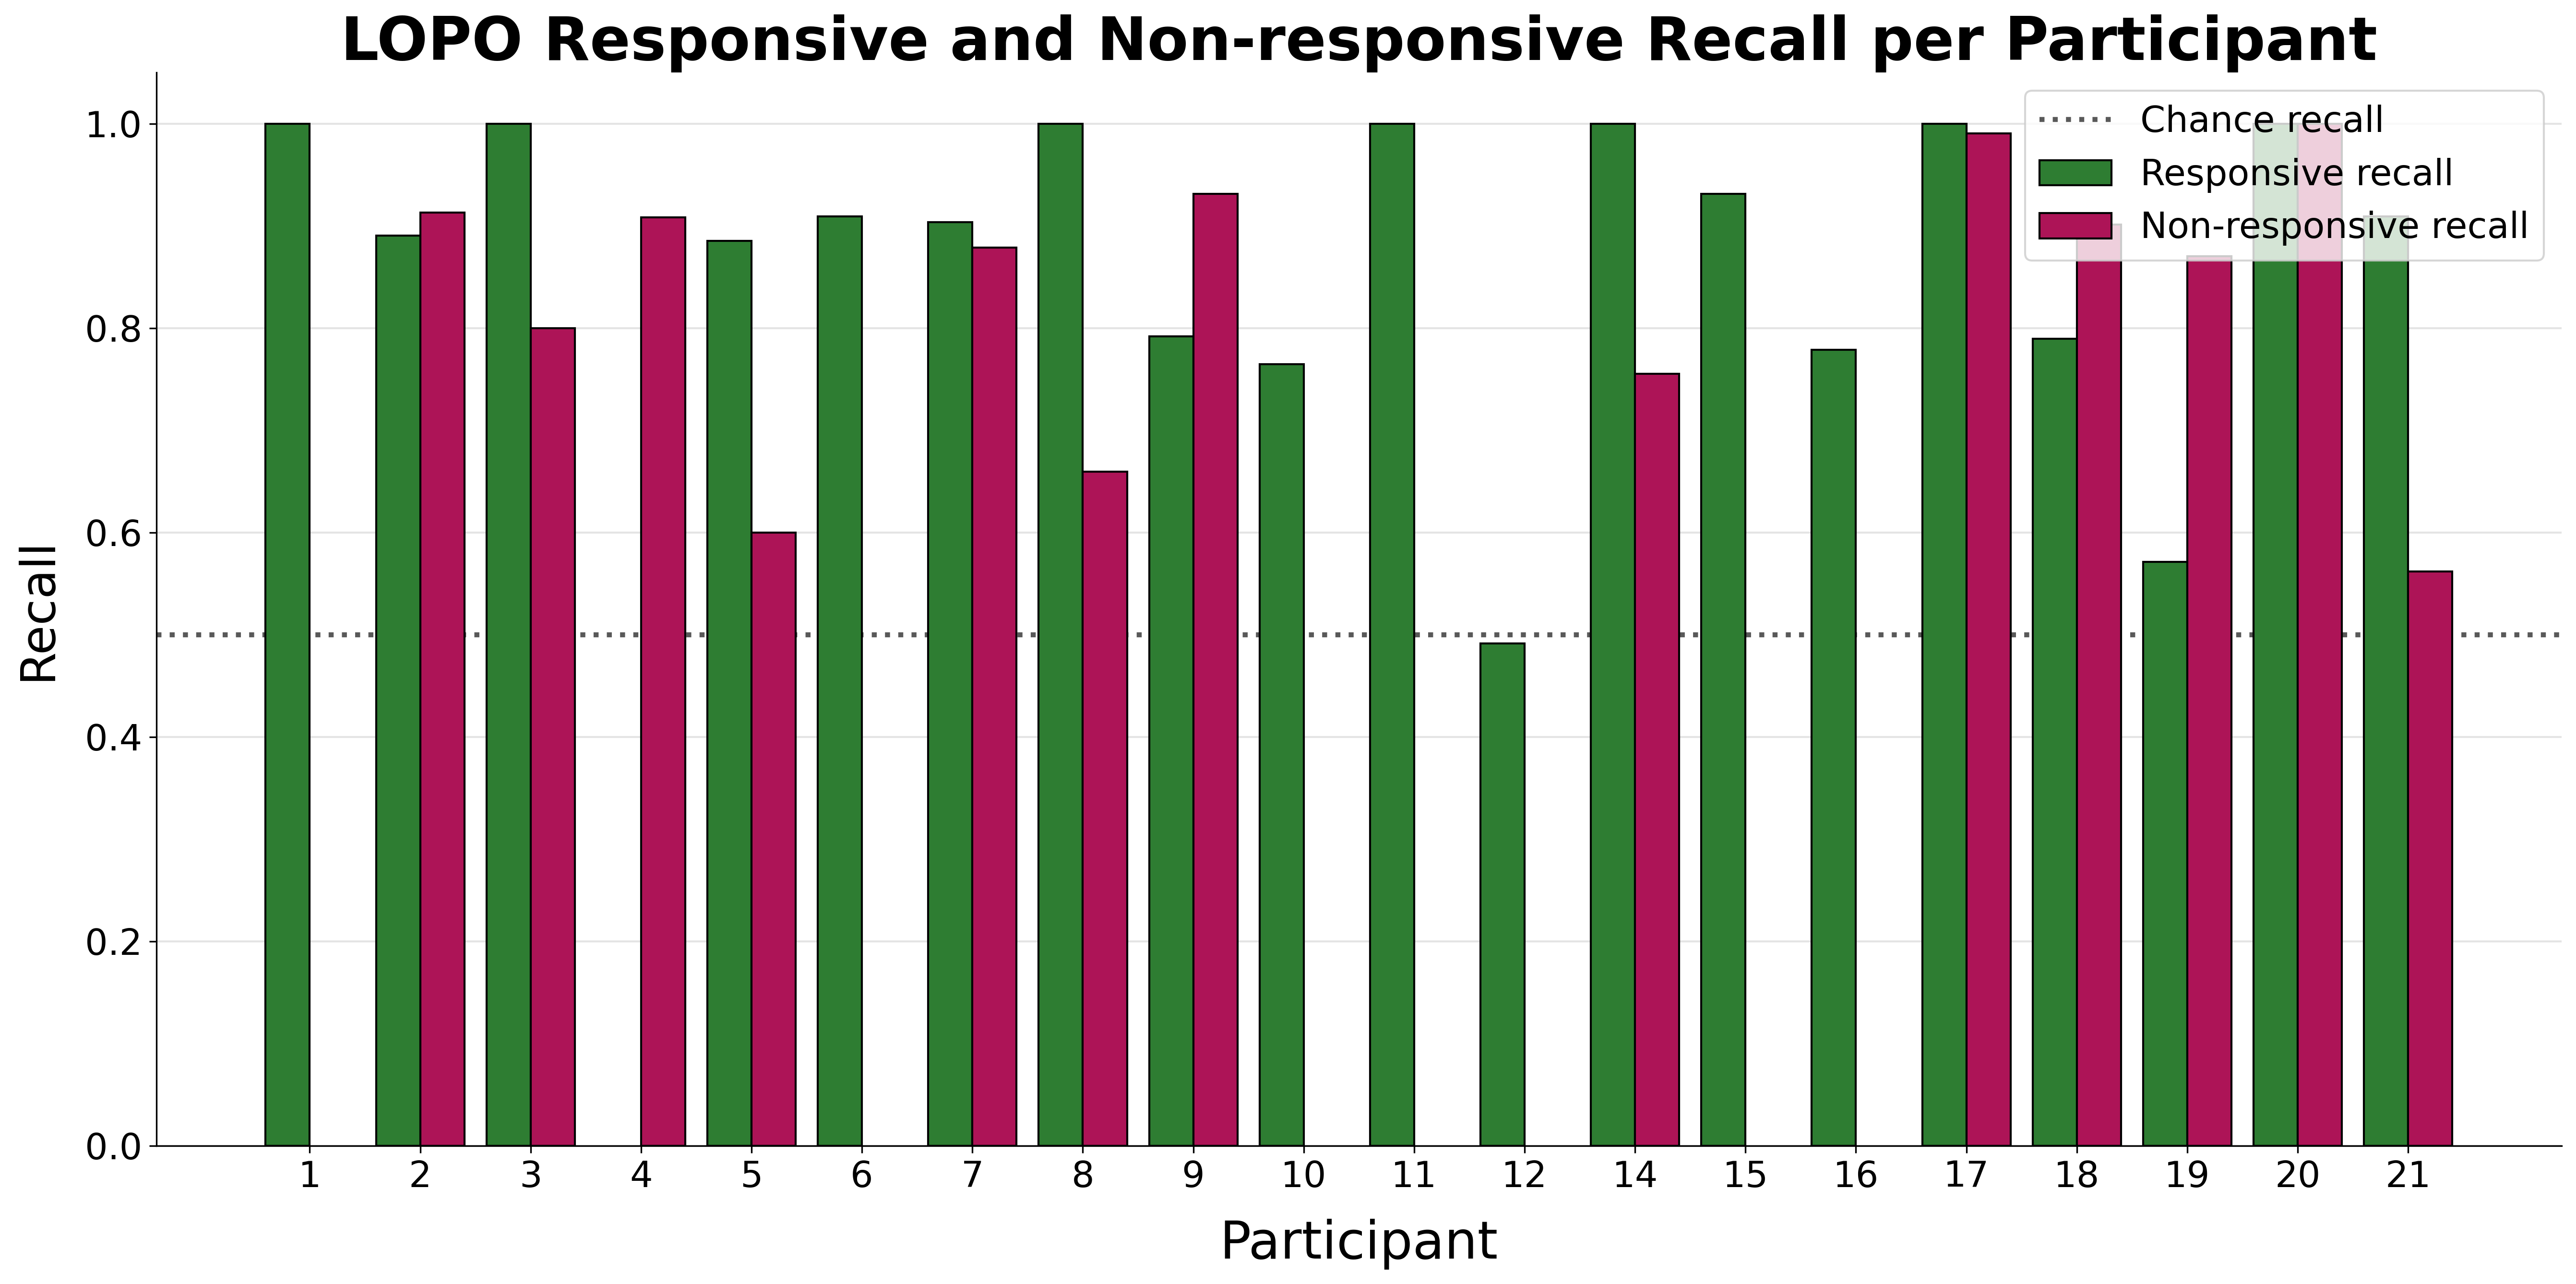 LOPO Responsive and Non-responsive Recall per Participant
Chance recall
Responsive recall
Non-responsive recall
Recall
1.0
0.8
0.6
0.4
0.2
0.0
1 2 3 4 5 6 7 8 9 10 11 12 14 15 16 17 18 19 20 21
Participant